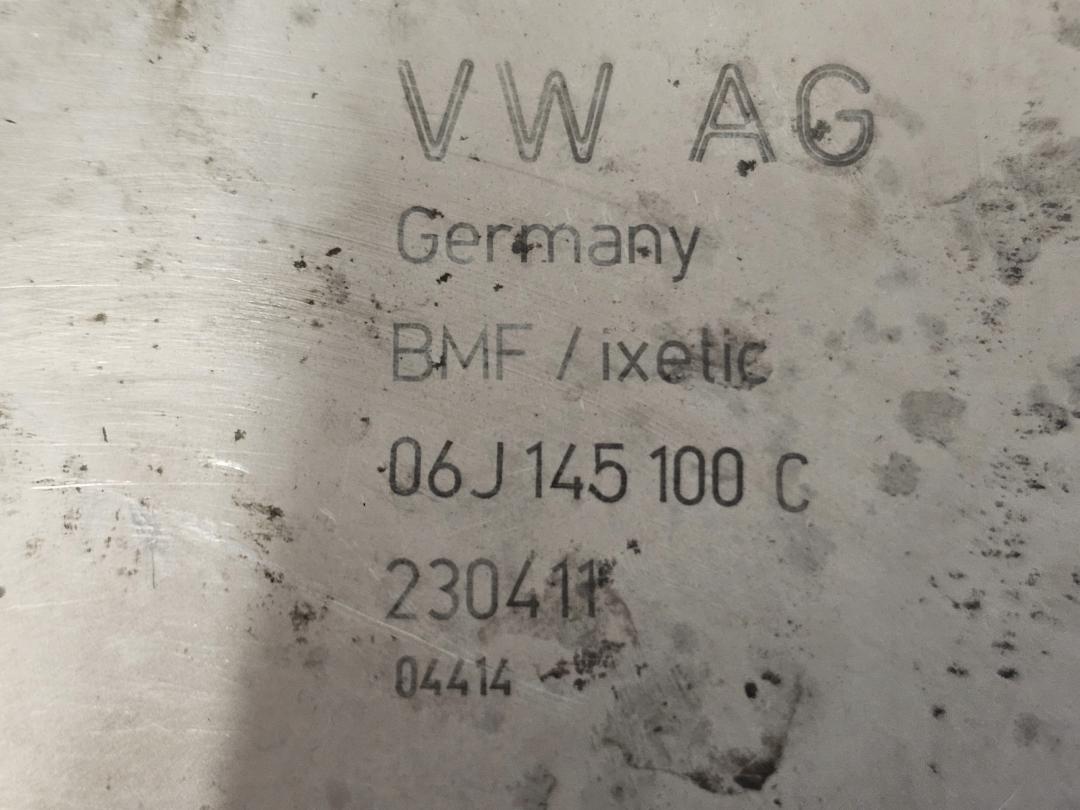 VW AG
Germany
BMF / ixetic
06J 145 100 C
230411
04414